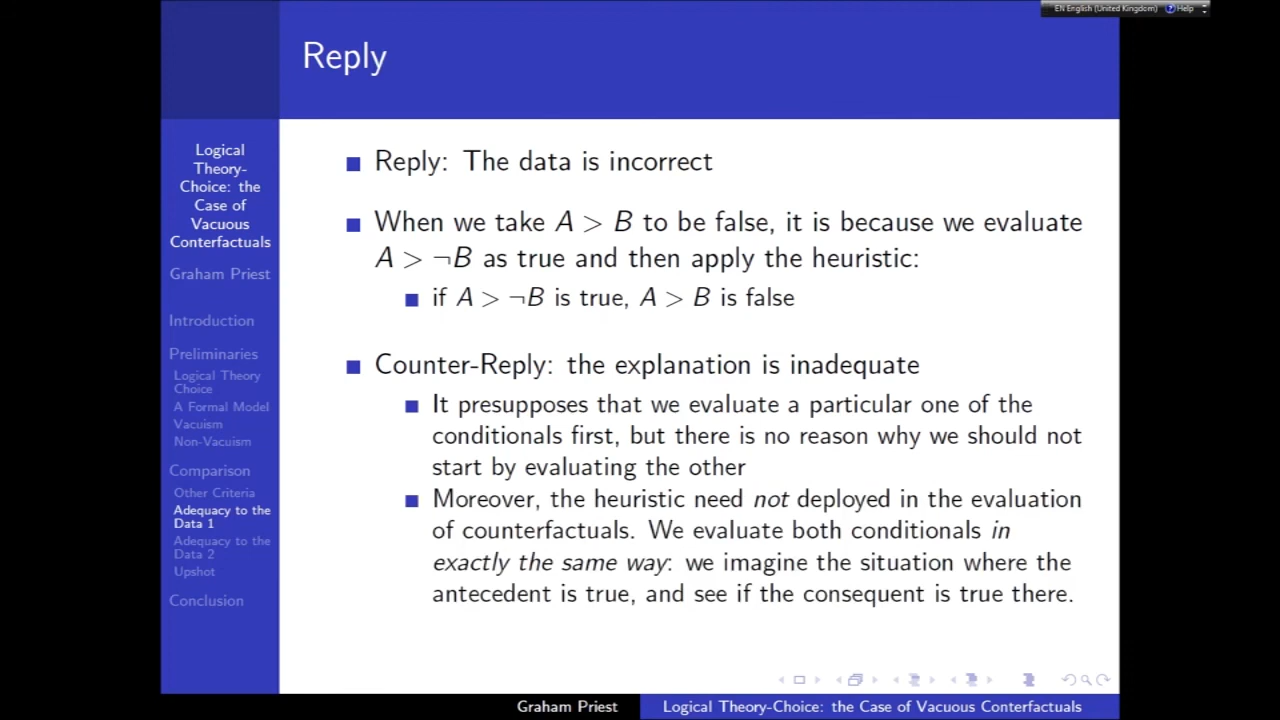 EN English (United Kingdom) Help
Reply
Logical
Theory-
Choice: the
Case of
Vacuous
Conterfactuals
Graham Priest
Introduction
Preliminaries
Logical Theory
Choice
A Formal Model
Vacuism
Non-Vacuism
Comparison
Other Criteria
Adequacy to the
Data 1
Adequacy to the
Data 2
Upshot
Conclusion
Reply: The data is incorrect
When we take A > B to be false, it is because we evaluate
A > ¬B as true and then apply the heuristic:
if A > ¬B is true, A > B is false
Counter-Reply: the explanation is inadequate
It presupposes that we evaluate a particular one of the
conditionals first, but there is no reason why we should not
start by evaluating the other
Moreover, the heuristic need not deployed in the evaluation
of counterfactuals. We evaluate both conditionals in
exactly the same way: we imagine the situation where the
antecedent is true, and see if the consequent is true there.
Graham Priest
Logical Theory-Choice: the Case of Vacuous Conterfactuals